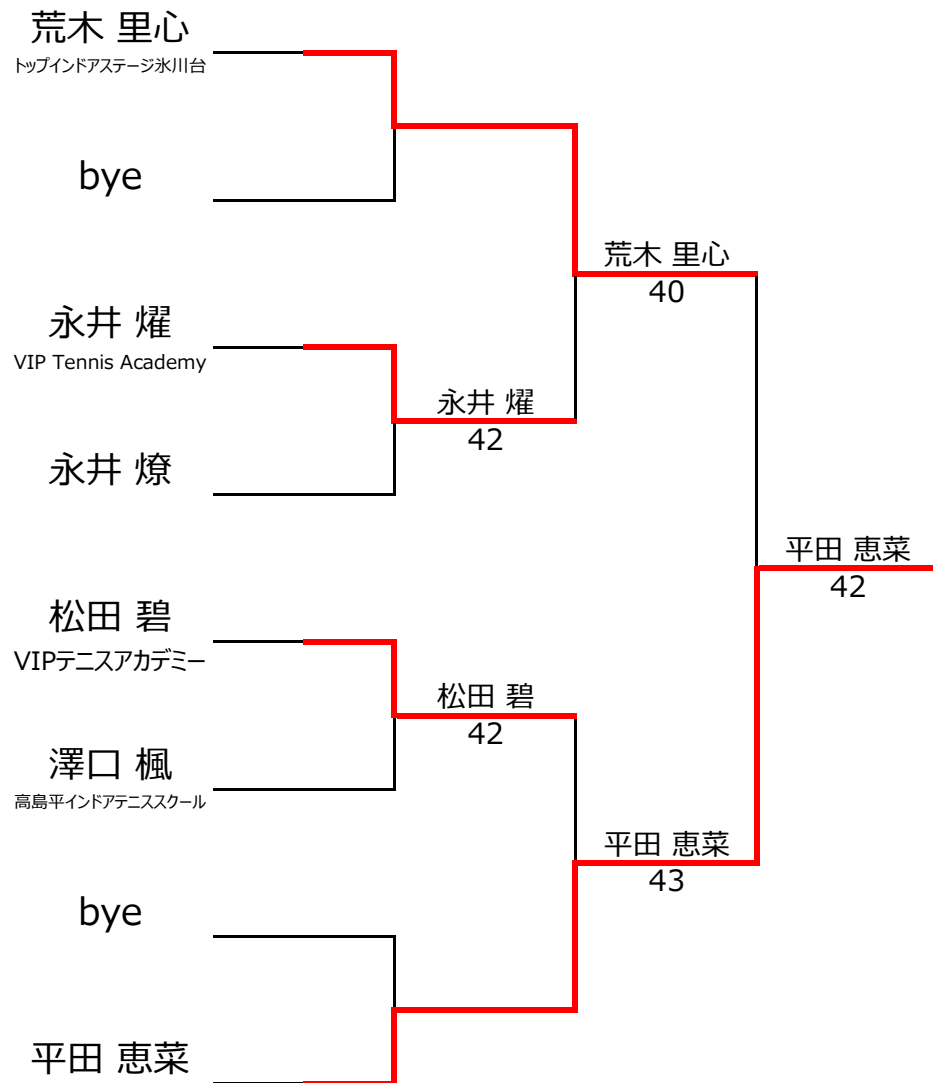 荒木 里心
トップインドアステージ氷川台
bye
荒木 里心
40
永井 燿
VIP Tennis Academy
永井 燿
42
永井 燎
平田 恵菜
42
松田 碧
VIPテニスアカデミー
松田 碧
42
澤口 楓
高島平インドアテニススクール
平田 恵菜
43
bye
平田 恵菜